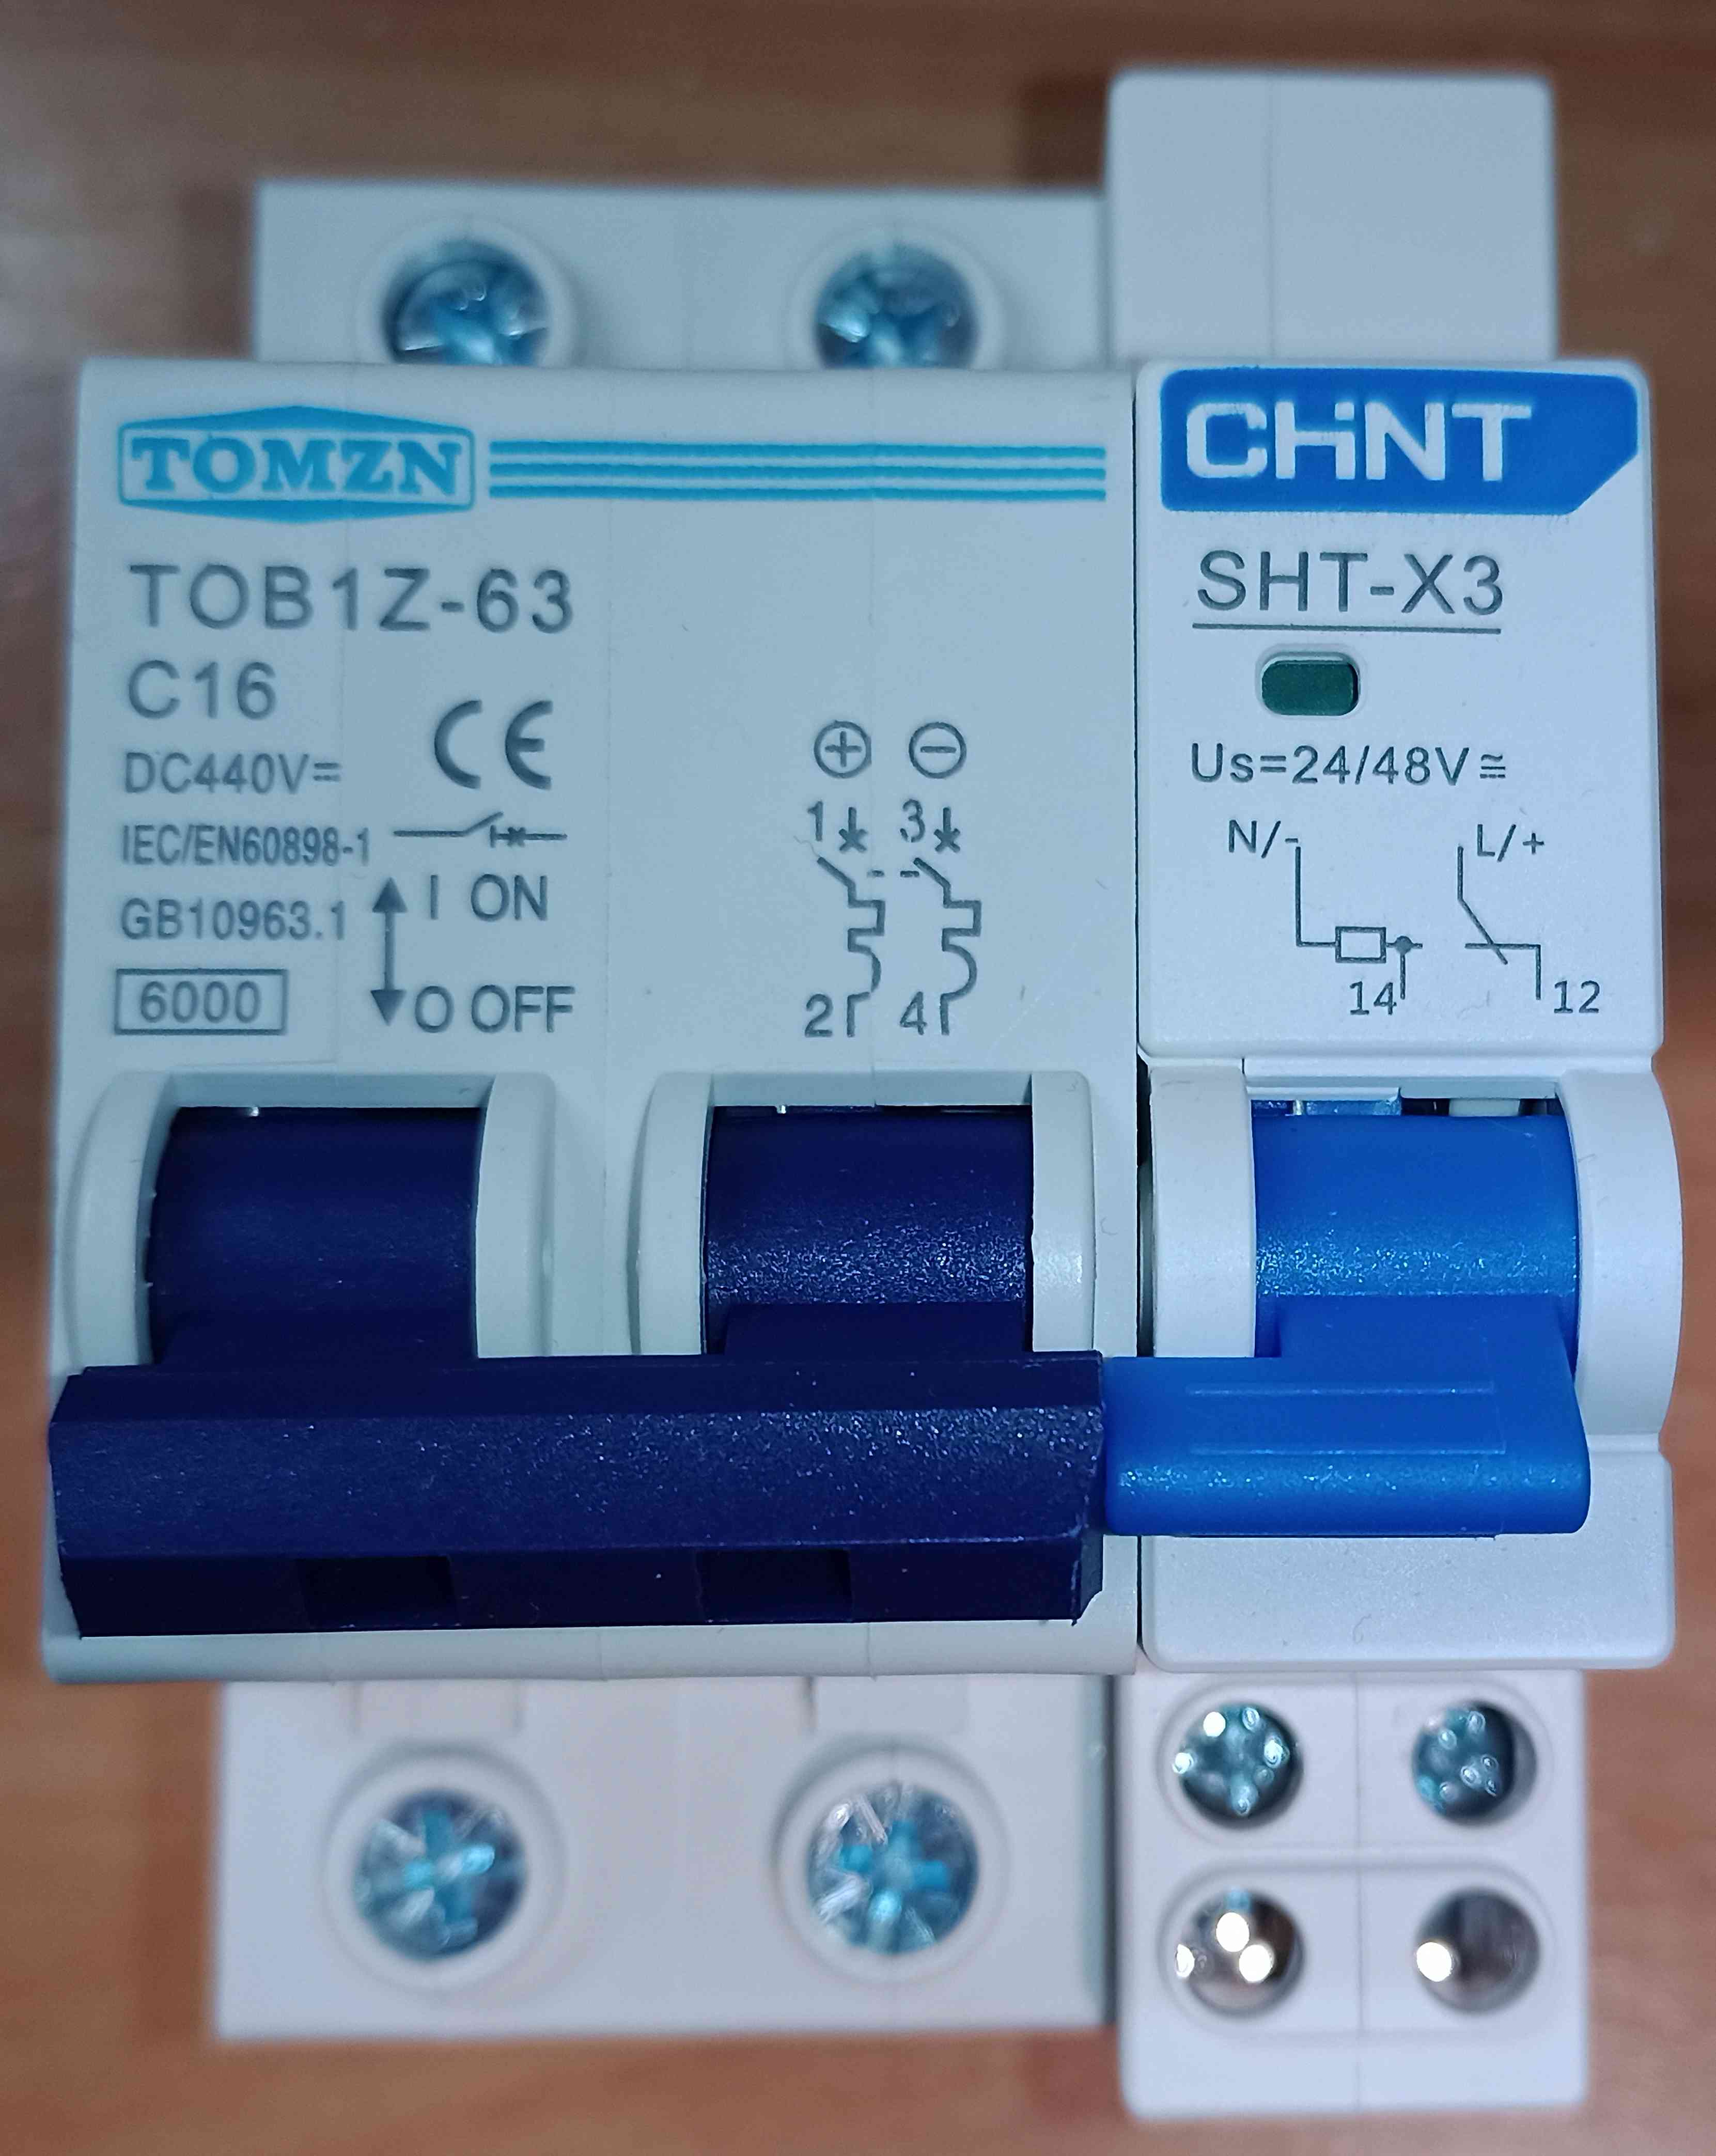 TOMZN
TOB1Z-63
C16
CE
DC440V=
IEC/EN60898-1
GB10963.1
I ON
O OFF
6000
+ −
1 3
2 4
CHNT
SHT-X3
Us=24/48V≅
N/- L/+
14 12